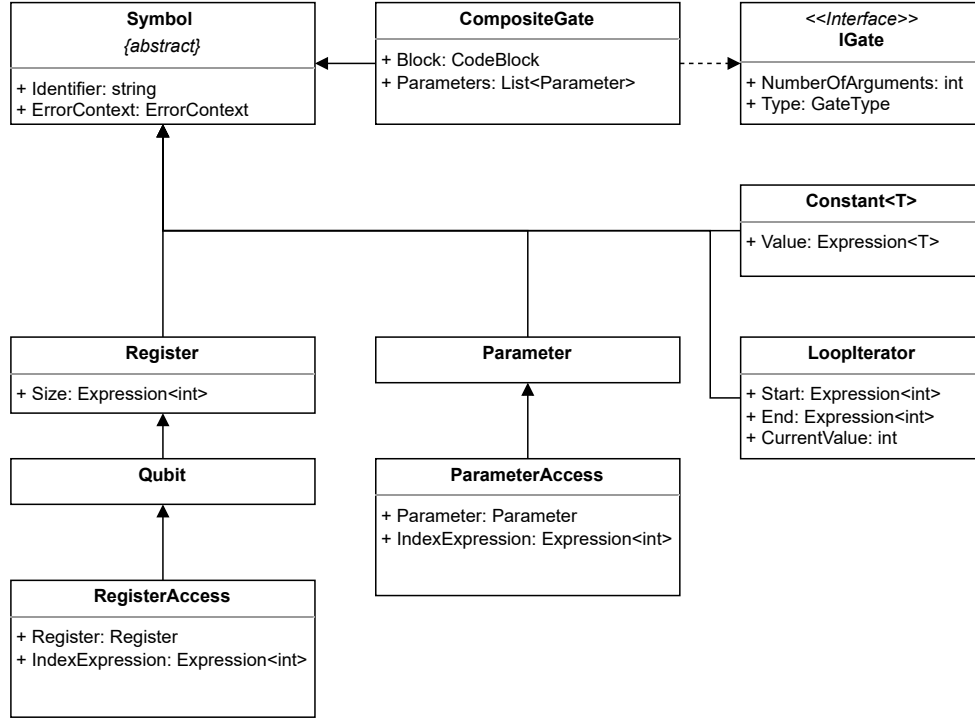 Symbol
{abstract}
+ Identifier: string
+ ErrorContext: ErrorContext
CompositeGate
+ Block: CodeBlock
+ Parameters: List<Parameter>
<<Interface>>
IGate
+ NumberOfArguments: int
+ Type: GateType
Constant<T>
+ Value: Expression<T>
Register
+ Size: Expression<int>
Parameter
LoopIterator
+ Start: Expression<int>
+ End: Expression<int>
+ CurrentValue: int
Qubit
ParameterAccess
+ Parameter: Parameter
+ IndexExpression: Expression<int>
RegisterAccess
+ Register: Register
+ IndexExpression: Expression<int>